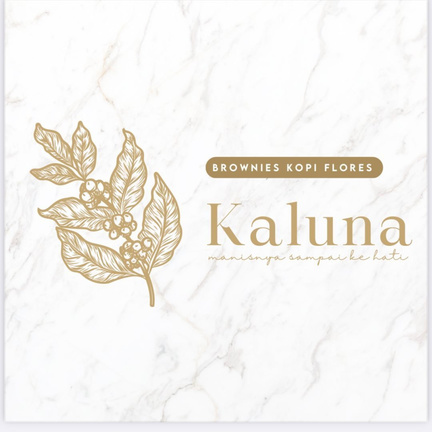 BROWNIES KOPI FLORES
Kaluna
manisnya sampai ke hati